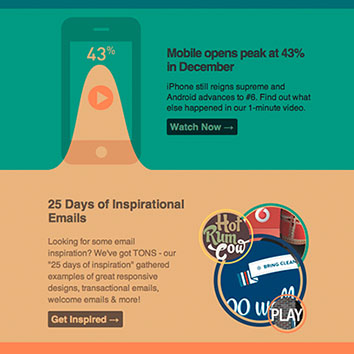 43%
Mobile opens peak at 43%
in December
iPhone still reigns supreme and
Android advances to #6. Find out what
else happened in our 1-minute video.
Watch Now →
25 Days of Inspirational
Emails
Looking for some email
inspiration? We've got TONS - our
"25 days of inspiration" gathered
examples of great responsive
designs, transactional emails,
welcome emails & more!
Get Inspired →
Hot
Rum
Cow
BRING CLEAN
PLAY